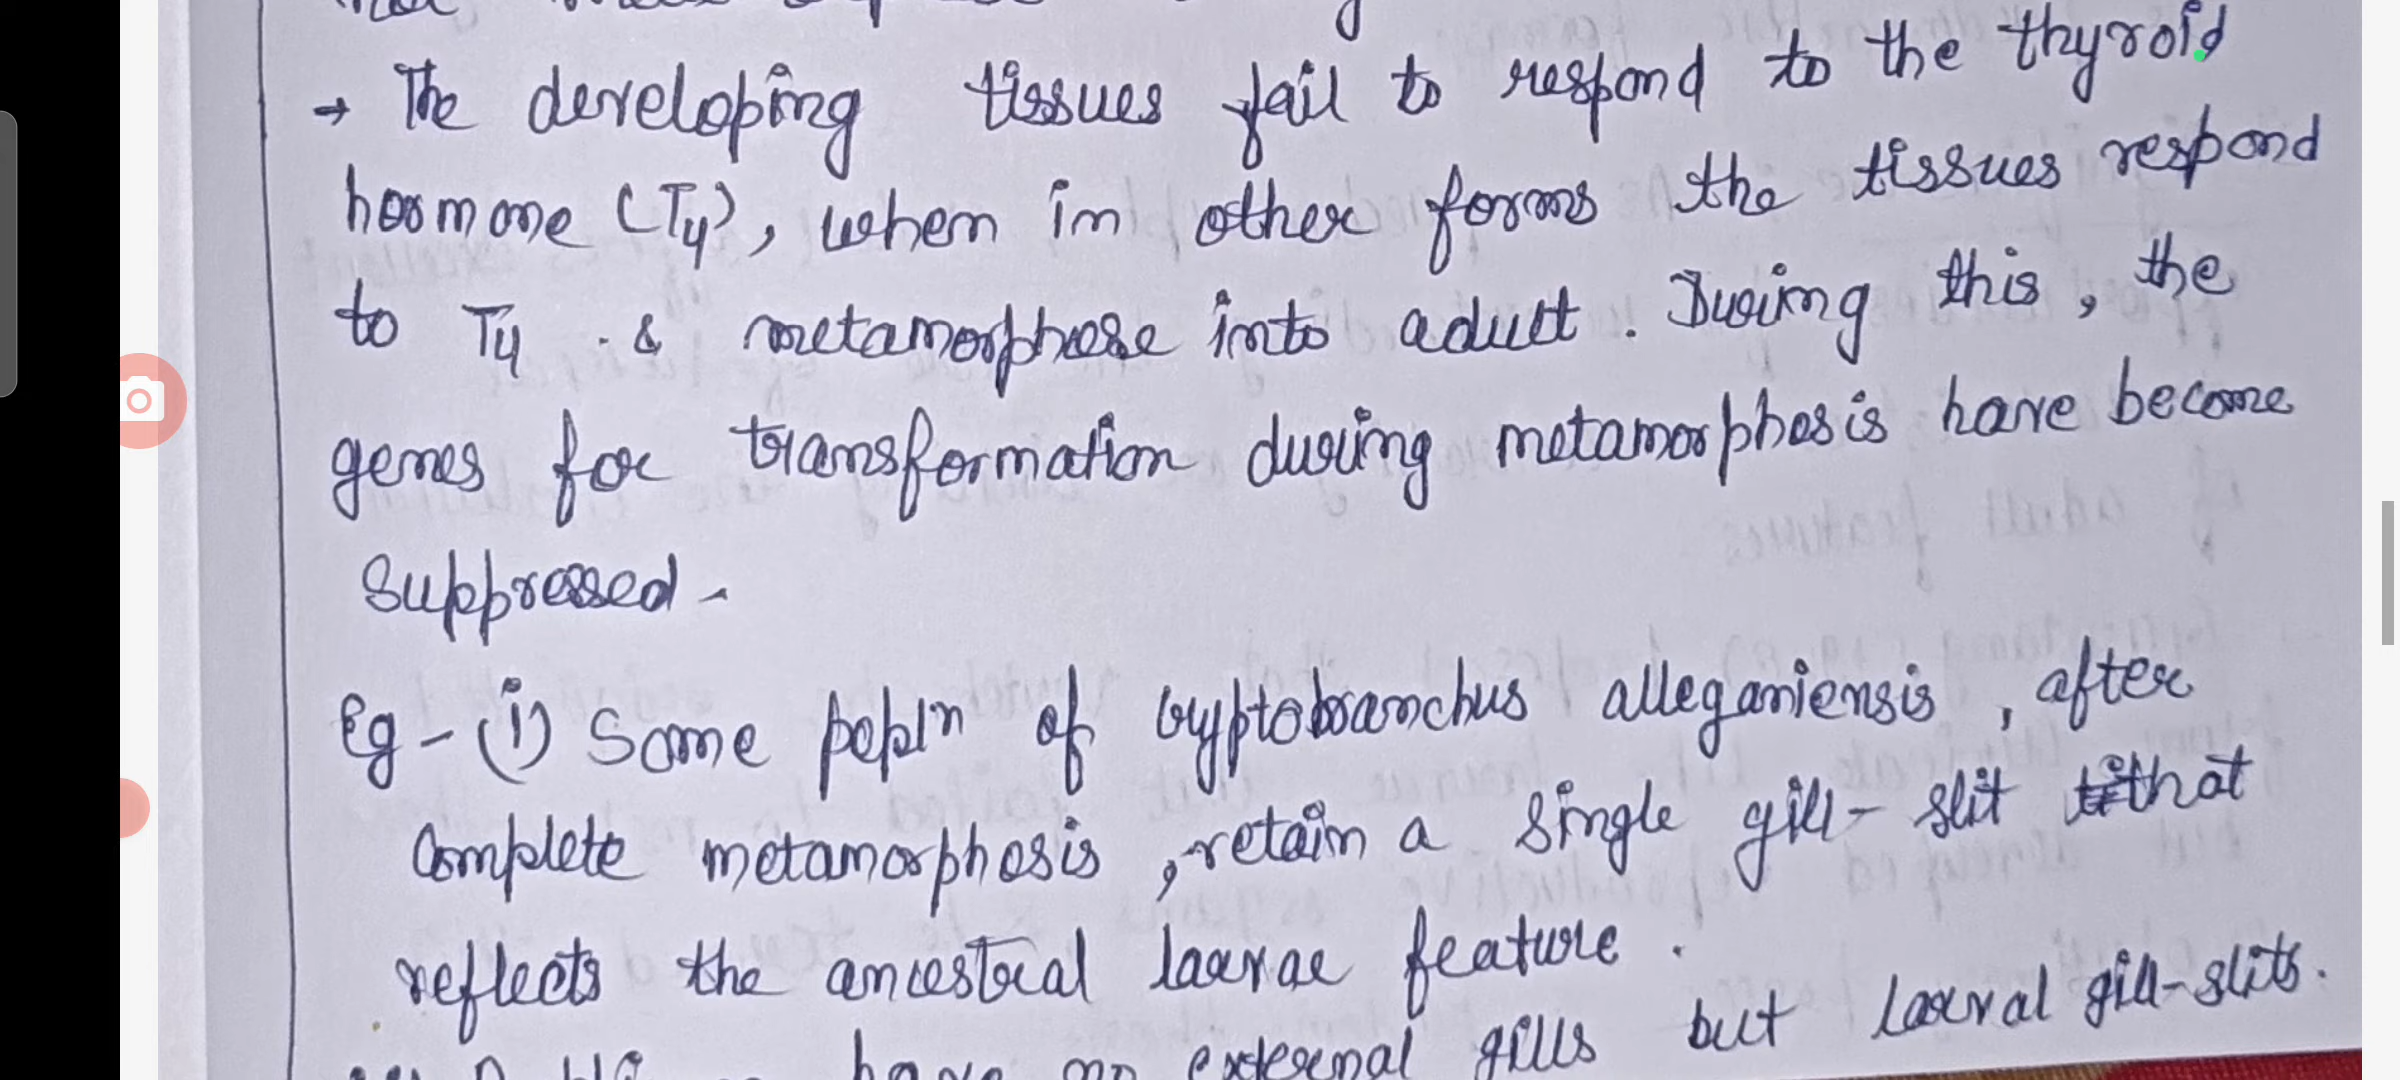 → The developing tissues fail to respond to the thyroid
hormone (T4), when in other forms the tissues respond
to T4 . & metamorphose into adult . During this , the
genes for transformation during metamorphosis have become
suppressed -
Eg - (i) Some popln of cryptobranchus alleganiensis , after
complete metamorphosis , retain a single gill - slit that
reflects the ancestral larvae feature .
have no external gills but larval gill-slits .